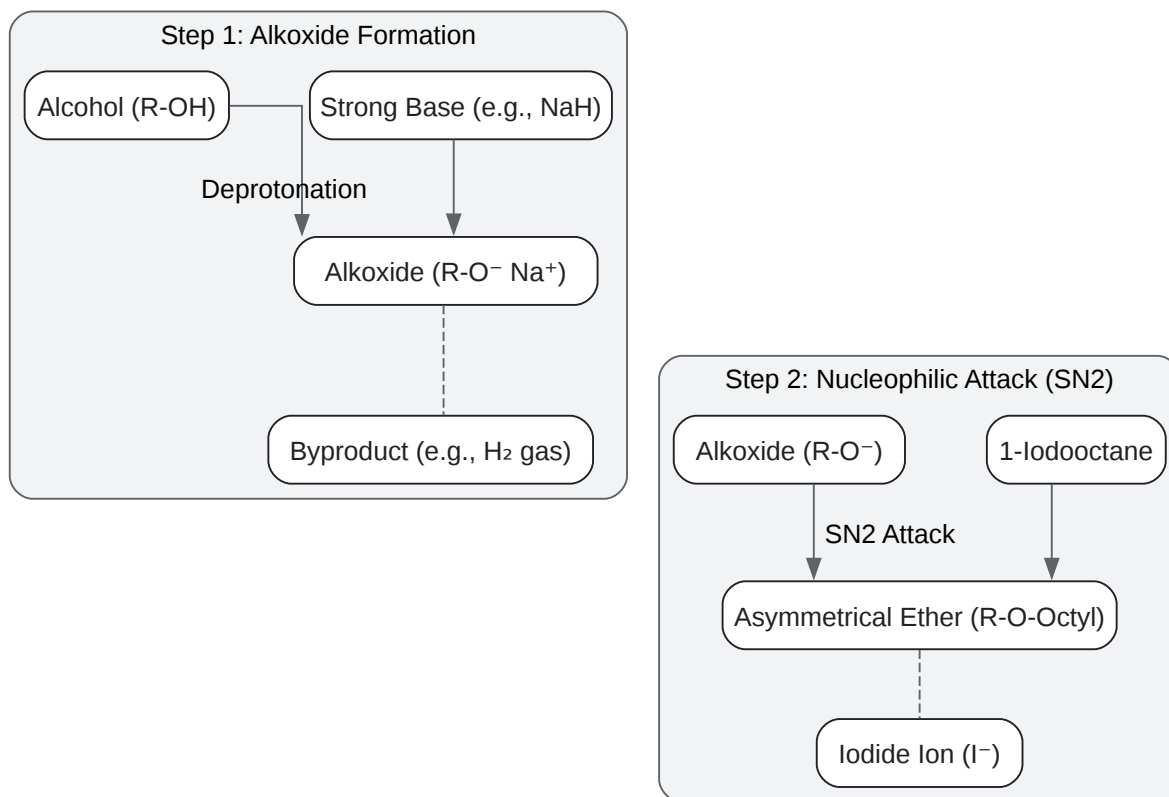 Step 1: Alkoxide Formation
Alcohol (R-OH)
Strong Base (e.g., NaH)
Deprotonation
Alkoxide (R-O⁻ Na⁺)
Byproduct (e.g., H₂ gas)
Step 2: Nucleophilic Attack (SN2)
Alkoxide (R-O⁻)
1-Iodooctane
SN2 Attack
Asymmetrical Ether (R-O-Octyl)
Iodide Ion (I⁻)